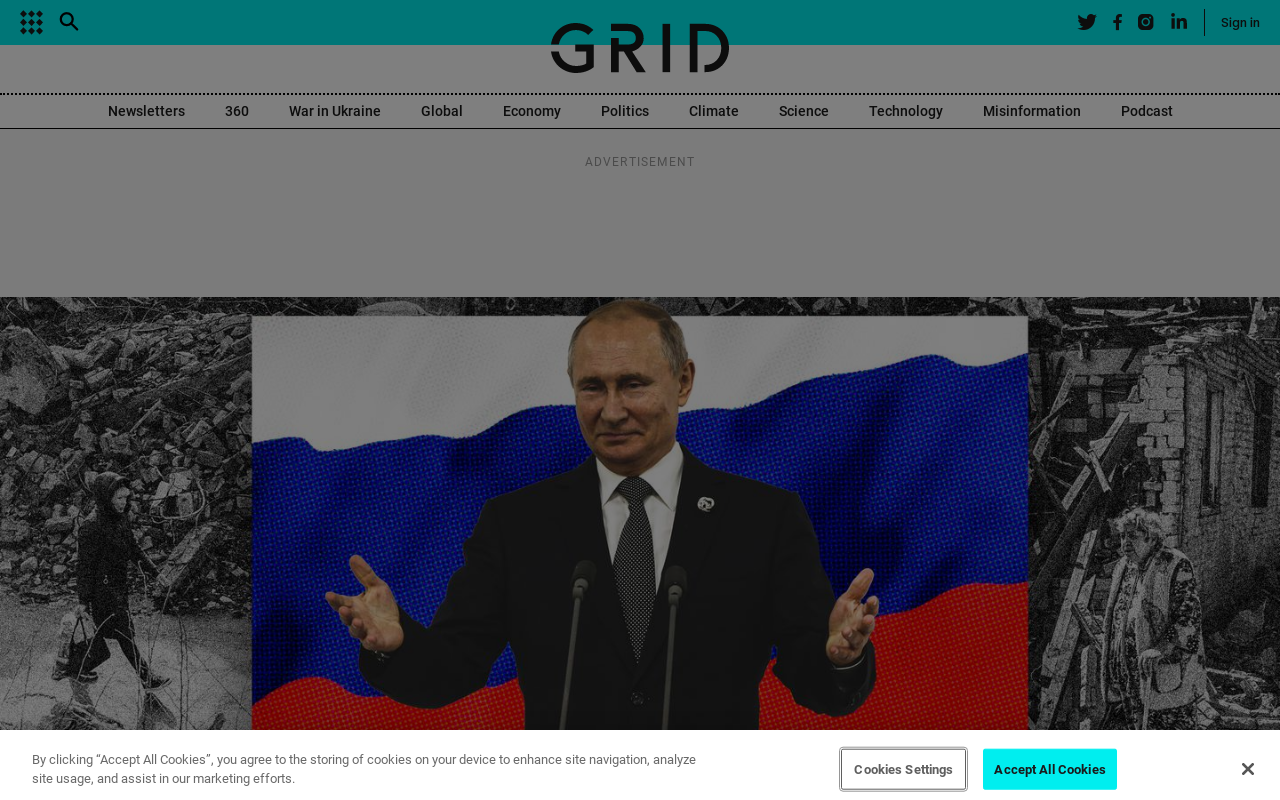 GRID
Sign in
Newsletters 360 War in Ukraine Global Economy Politics Climate Science Technology Misinformation Podcast
ADVERTISEMENT
By clicking “Accept All Cookies”, you agree to the storing of cookies on your device to enhance site navigation, analyze
site usage, and assist in our marketing efforts.
Cookies Settings
Accept All Cookies